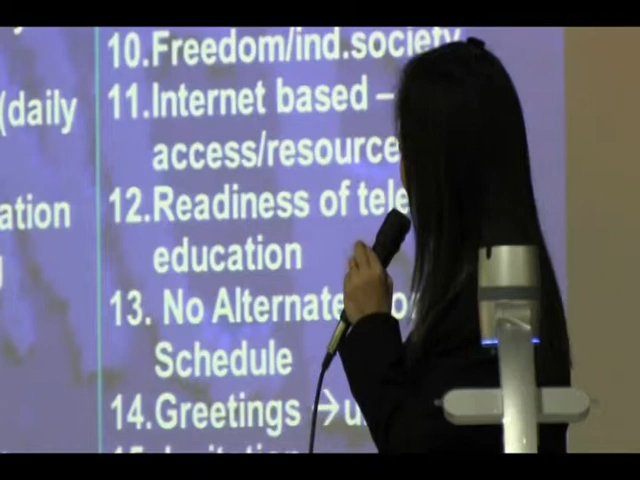 10.Freedom/ind.society
(daily
11.Internet based –
access/resource
ation
12.Readiness of tele
education
13. No Alternate
Schedule
14.Greetings →u
15.